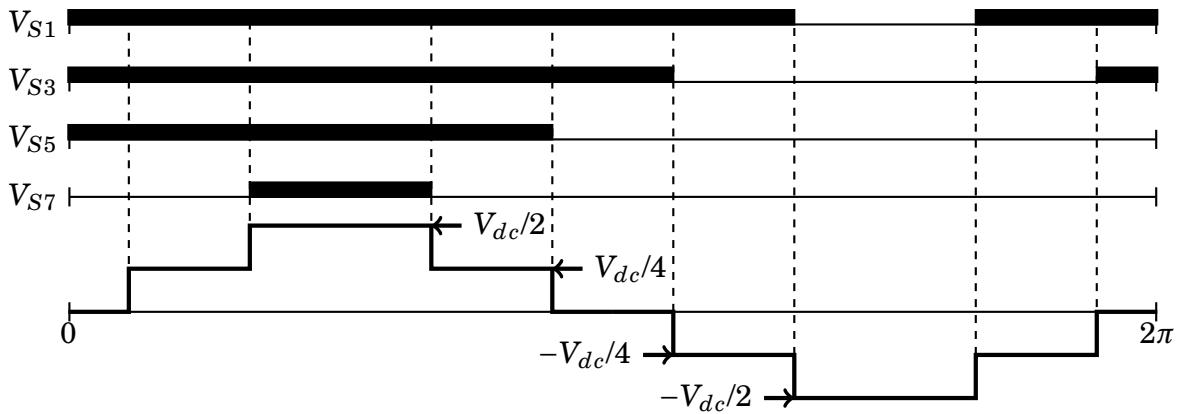 V_{S1}
V_{S3}
V_{S5}
V_{S7}
V_{dc}/2
V_{dc}/4
0 2π
−V_{dc}/4
−V_{dc}/2